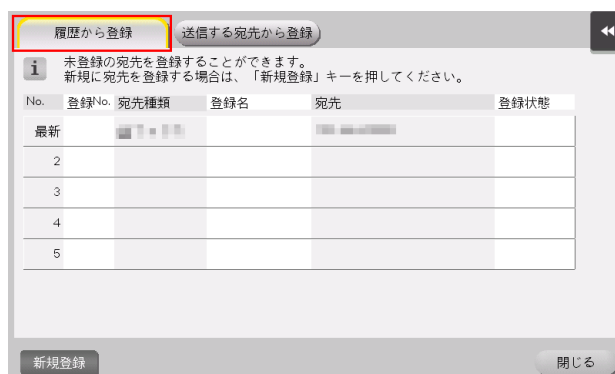 履歴から登録 送信する宛先から登録
未登録の宛先を登録することができます。
新規に宛先を登録する場合は、「新規登録」キーを押してください。
No. 登録No. 宛先種類 登録名 宛先 登録状態
最新
2
3
4
5
新規登録 閉じる